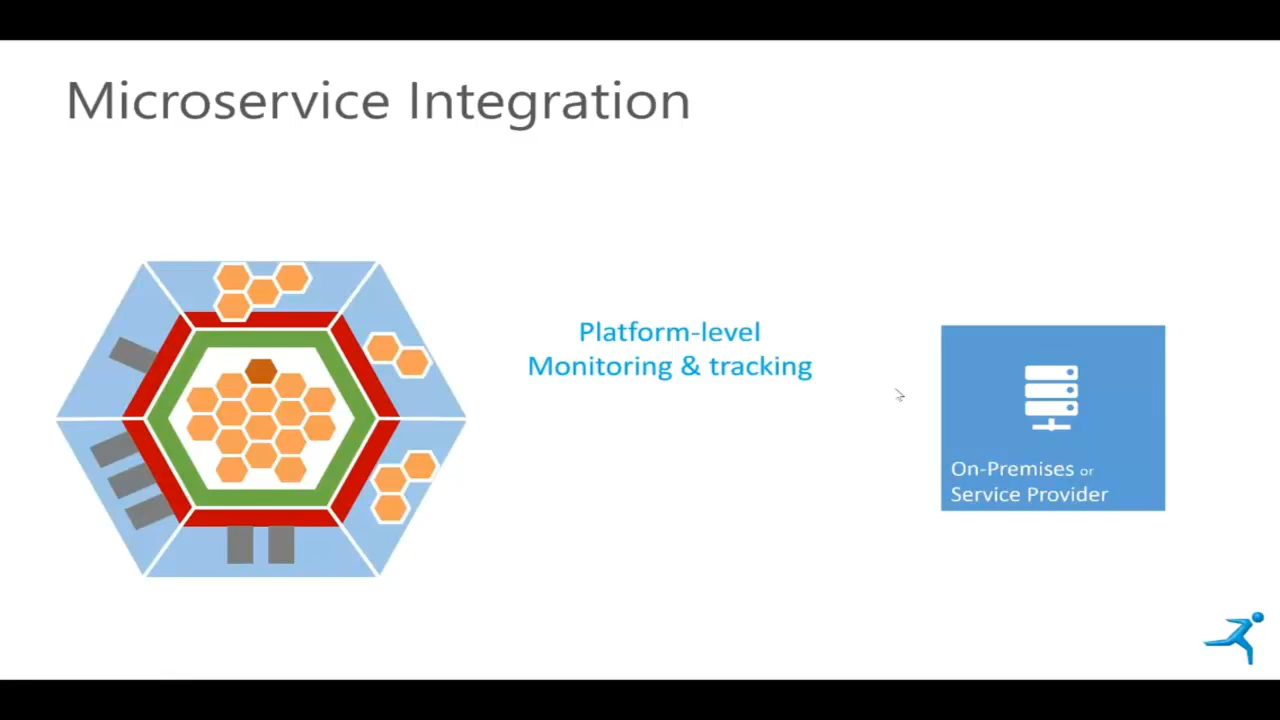 Microservice Integration
Platform-level
Monitoring & tracking
On-Premises or
Service Provider